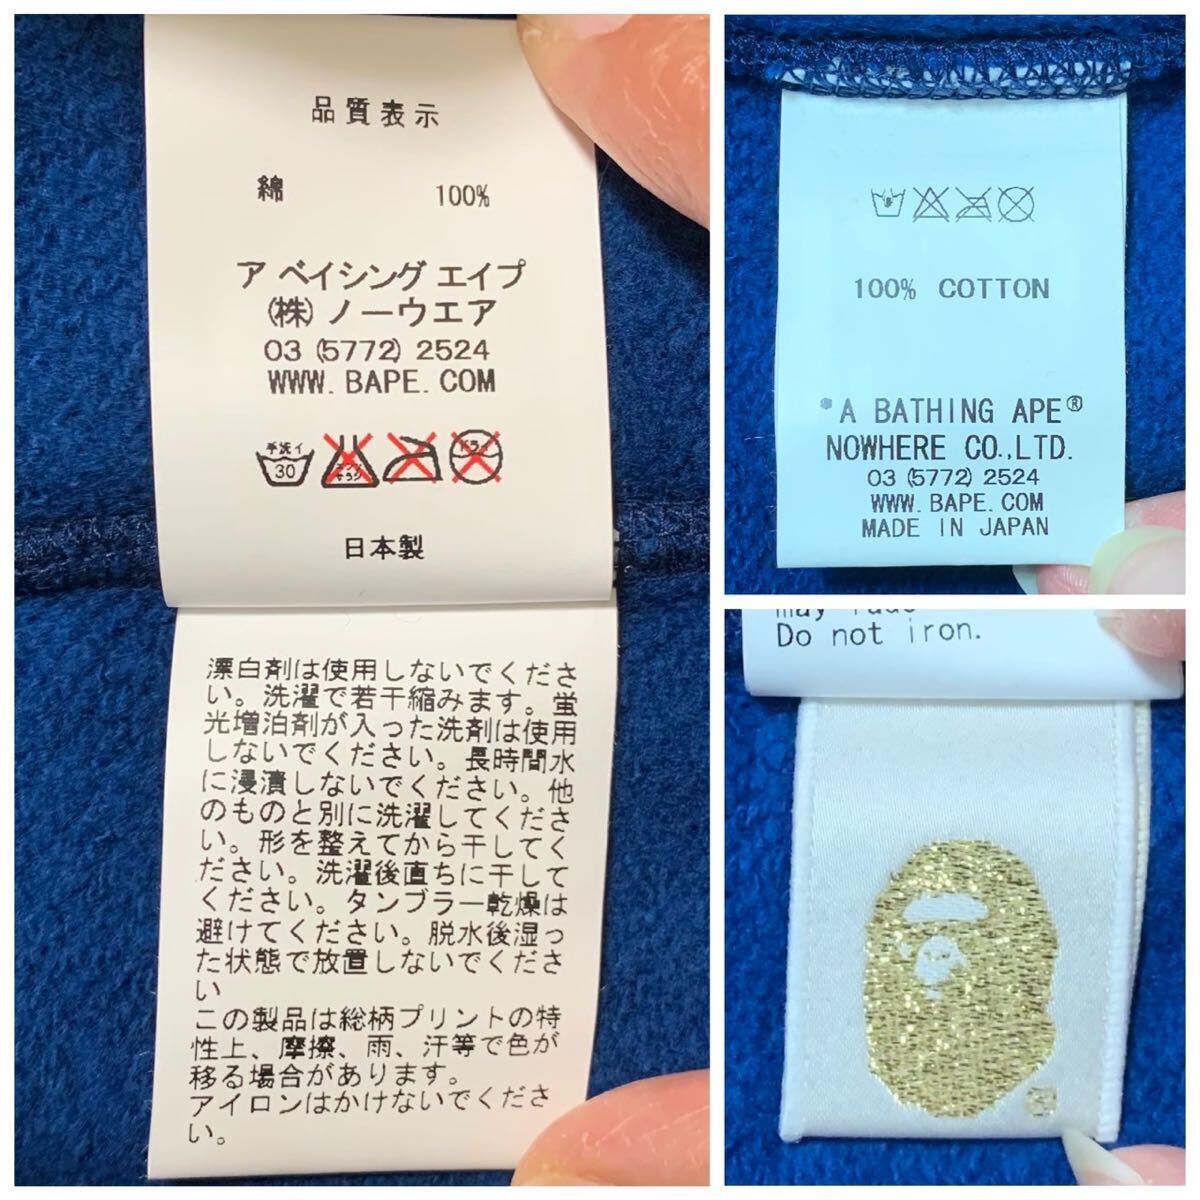 品質表示
綿 100%
ア ベイシング エイプ
(株) ノーウエア
03 (5772) 2524
WWW. BAPE. COM
手洗イ
30
エンソ
サラシ
ドライ
日本製
漂白剤は使用しないでくださ
い。洗濯で若干縮みます。蛍
光増泊剤が入った洗剤は使用
しないでください。長時間水
に浸漬しないでください。他
のものと別に洗濯してくださ
い。形を整えてから干してく
ださい。洗濯後直ちに干して
ください。タンブラー乾燥は
避けてください。脱水後湿っ
た状態で放置しないでくださ
い
この製品は総柄プリントの特
性上、摩擦、雨、汗等で色が
移る場合があります。
アイロンはかけないでくださ
い。
100% COTTON
A BATHING APE®
NOWHERE CO.,LTD.
03 (5772) 2524
WWW. BAPE. COM
MADE IN JAPAN
may fade
Do not iron.